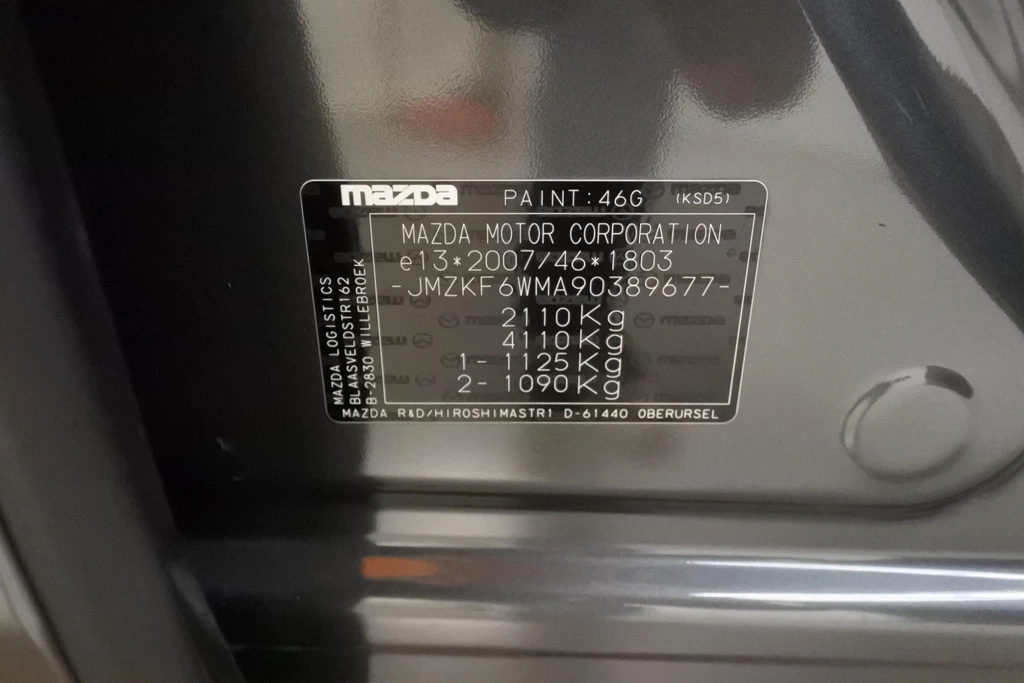 mazda PAINT:46G (KSD5)
MAZDA MOTOR CORPORATION
e13*2007/46*1803
-JMZKF6WMA90389677-
2110Kg
4110Kg
1- 1125Kg
2- 1090Kg
MAZDA LOGISTICS
BLAASVELDSTR162
B-2830 WILLEBROEK
MAZDA R&D/HIROSHIMASTR1 D-61440 OBERURSEL